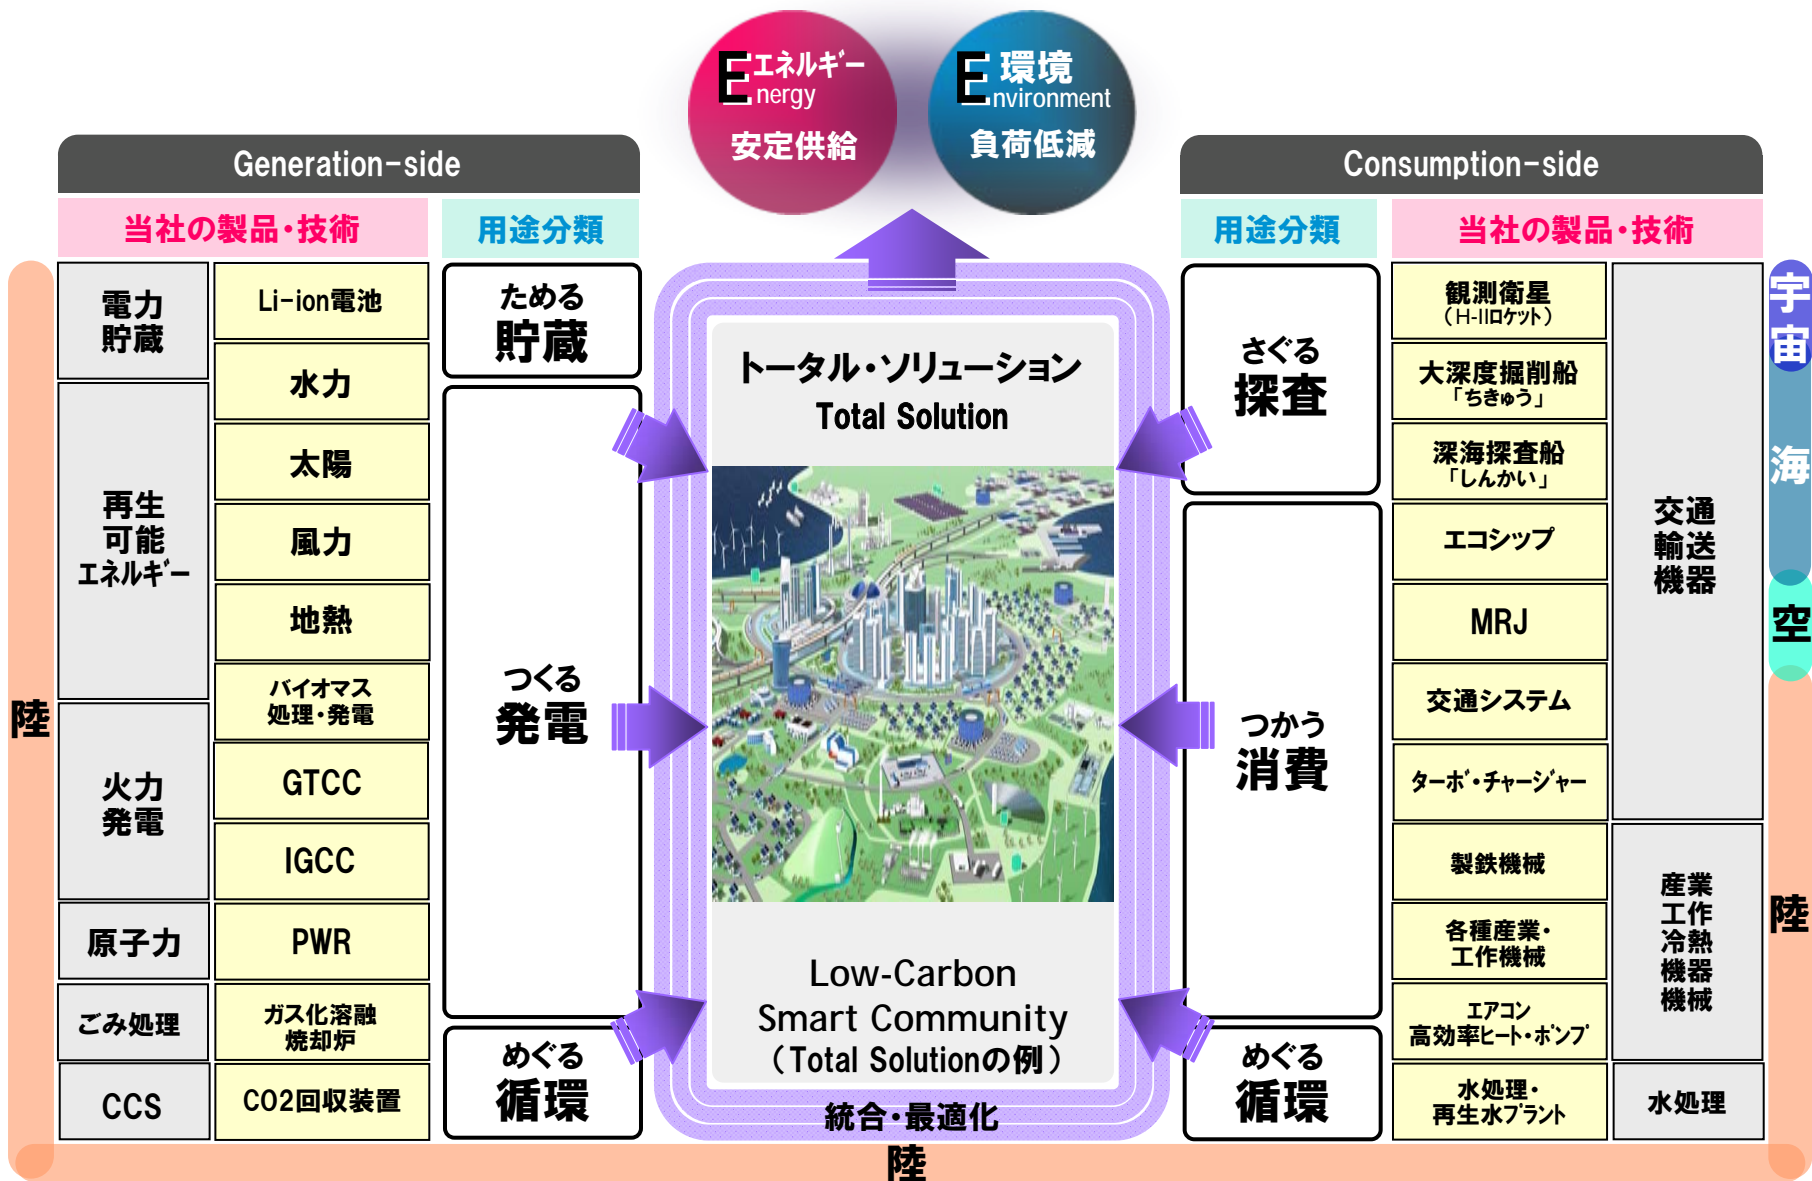 エネルギー
Energy
安定供給
環境
Environment
負荷低減
Generation-side
当社の製品・技術
用途分類
電力
貯蔵
再生
可能
エネルギー
火力
発電
原子力
ごみ処理
CCS
Li-ion電池
水力
太陽
風力
地熱
バイオマス
処理・発電
GTCC
IGCC
PWR
ガス化溶融
焼却炉
CO2回収装置
ためる
貯蔵
つくる
発電
めぐる
循環
陸
トータル・ソリューション
Total Solution
Low-Carbon
Smart Community
（Total Solutionの例）
統合・最適化
陸
Consumption-side
用途分類
当社の製品・技術
さぐる
探査
つかう
消費
めぐる
循環
観測衛星
（H-IIロケット）
大深度掘削船
「ちきゅう」
深海探査船
「しんかい」
エコシップ
MRJ
交通システム
ターボ・チャージャー
製鉄機械
各種産業・
工作機械
エアコン
高効率ヒート・ポンプ
水処理・
再生水プラント
交通
輸送
機器
産業
工作
冷熱
機器
機械
水処理
宇宙
海
空
陸